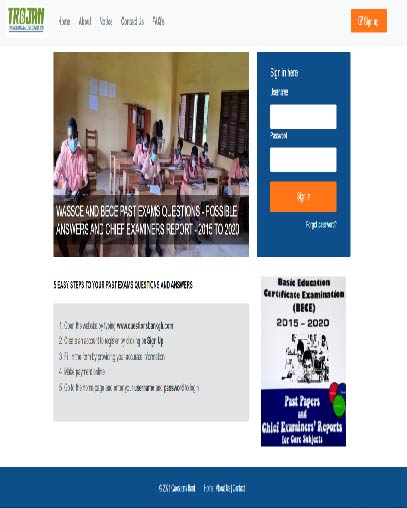 TROJAN
Home About Notice Contact Us FAQ's
Sign up
WASSCE AND BECE PAST EXAMS QUESTIONS - POSSIBLE
ANSWERS AND CHIEF EXAMINERS REPORT - 2015 TO 2020
Sign in here
Username
Password
Sign in
Forgot password?
5 EASY STEPS TO YOUR PAST EXAMS QUESTIONS AND ANSWERS
1. Open the website by typing www.questionsbankgh.com
2. Create an account to register by clicking on Sign Up
3. Fill in the form by providing your accurate information
4. Make payment online
5. Go to the Home page and enter your username and password to login
Basic Education
Certificate Examination
(BECE)
2015 - 2020
Past Papers
and
Chief Examiners' Reports
for Core Subjects
Questions Bank Home | About Us | Contact